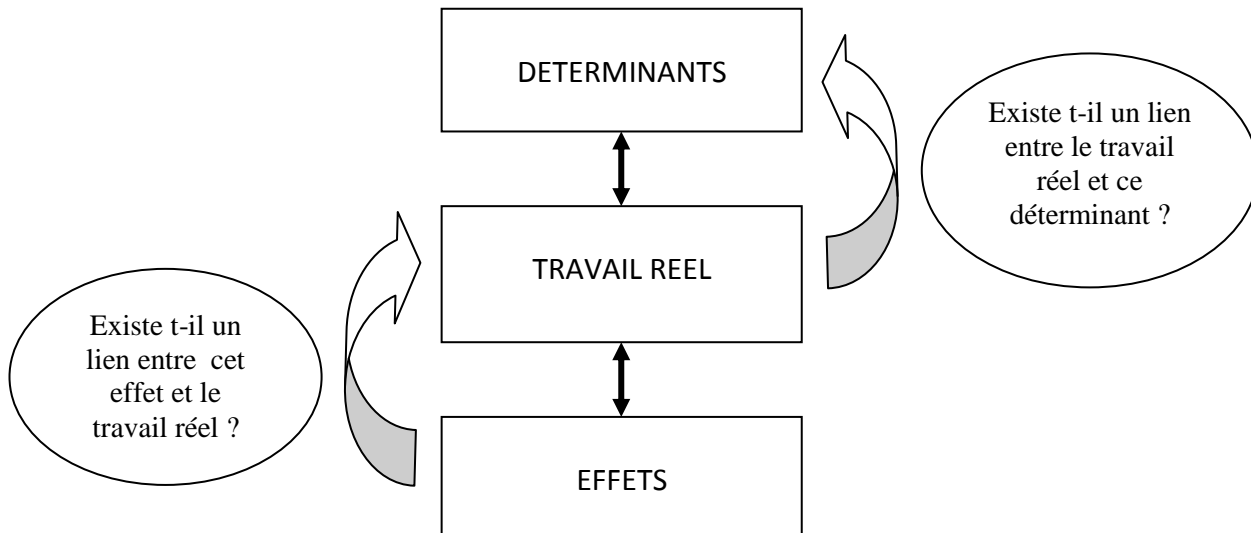 DETERMINANTS
Existe t-il un lien
entre le travail
réel et ce
déterminant ?
TRAVAIL REEL
Existe t-il un
lien entre  cet
effet et le
travail réel ?
EFFETS